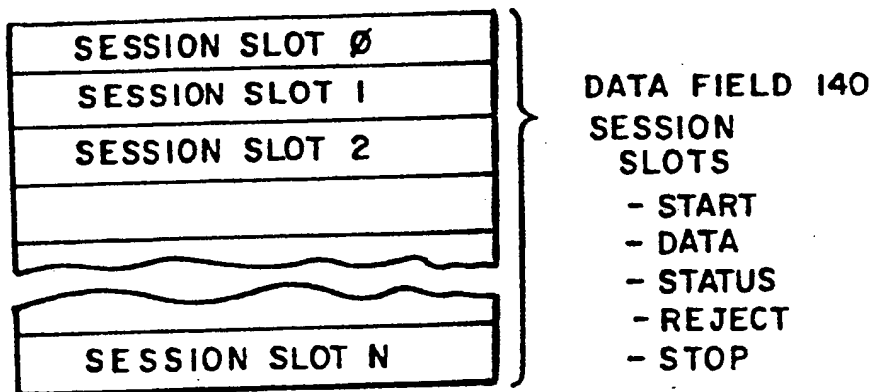 SESSION SLOT Ø
SESSION SLOT 1
SESSION SLOT 2
SESSION SLOT N
DATA FIELD 140
SESSION
SLOTS
- START
- DATA
- STATUS
- REJECT
- STOP